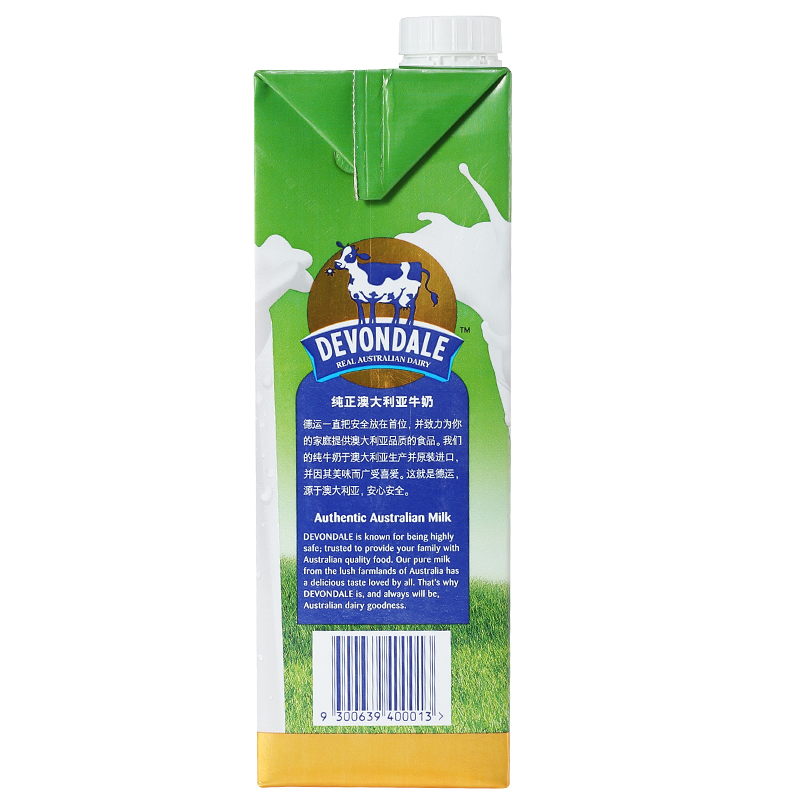 DEVONDALE
TM
REAL AUSTRALIAN DAIRY
纯正澳大利亚牛奶
德运一直把安全放在首位，并致力为你
的家庭提供澳大利亚品质的食品。我们
的纯牛奶于澳大利亚生产并原装进口，
并因其美味而广受喜爱。这就是德运，
源于澳大利亚，安心安全。
Authentic Australian Milk
DEVONDALE is known for being highly
safe; trusted to provide your family with
Australian quality food. Our pure milk
from the lush farmlands of Australia has
a delicious taste loved by all. That's why
DEVONDALE is, and always will be,
Australian dairy goodness.
9 300639 400013 >